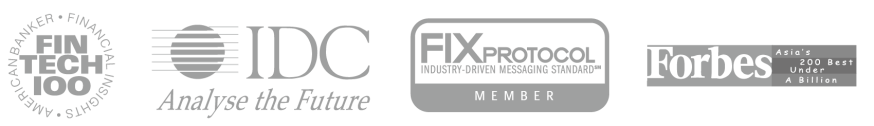 AMERICAN BANKER • FINANCIAL INSIGHTS •
FIN
TECH
100
IDC
Analyse the Future
FIX PROTOCOL
INDUSTRY-DRIVEN MESSAGING STANDARD℠
MEMBER
Forbes
Asia's
200 Best
Under
A Billion